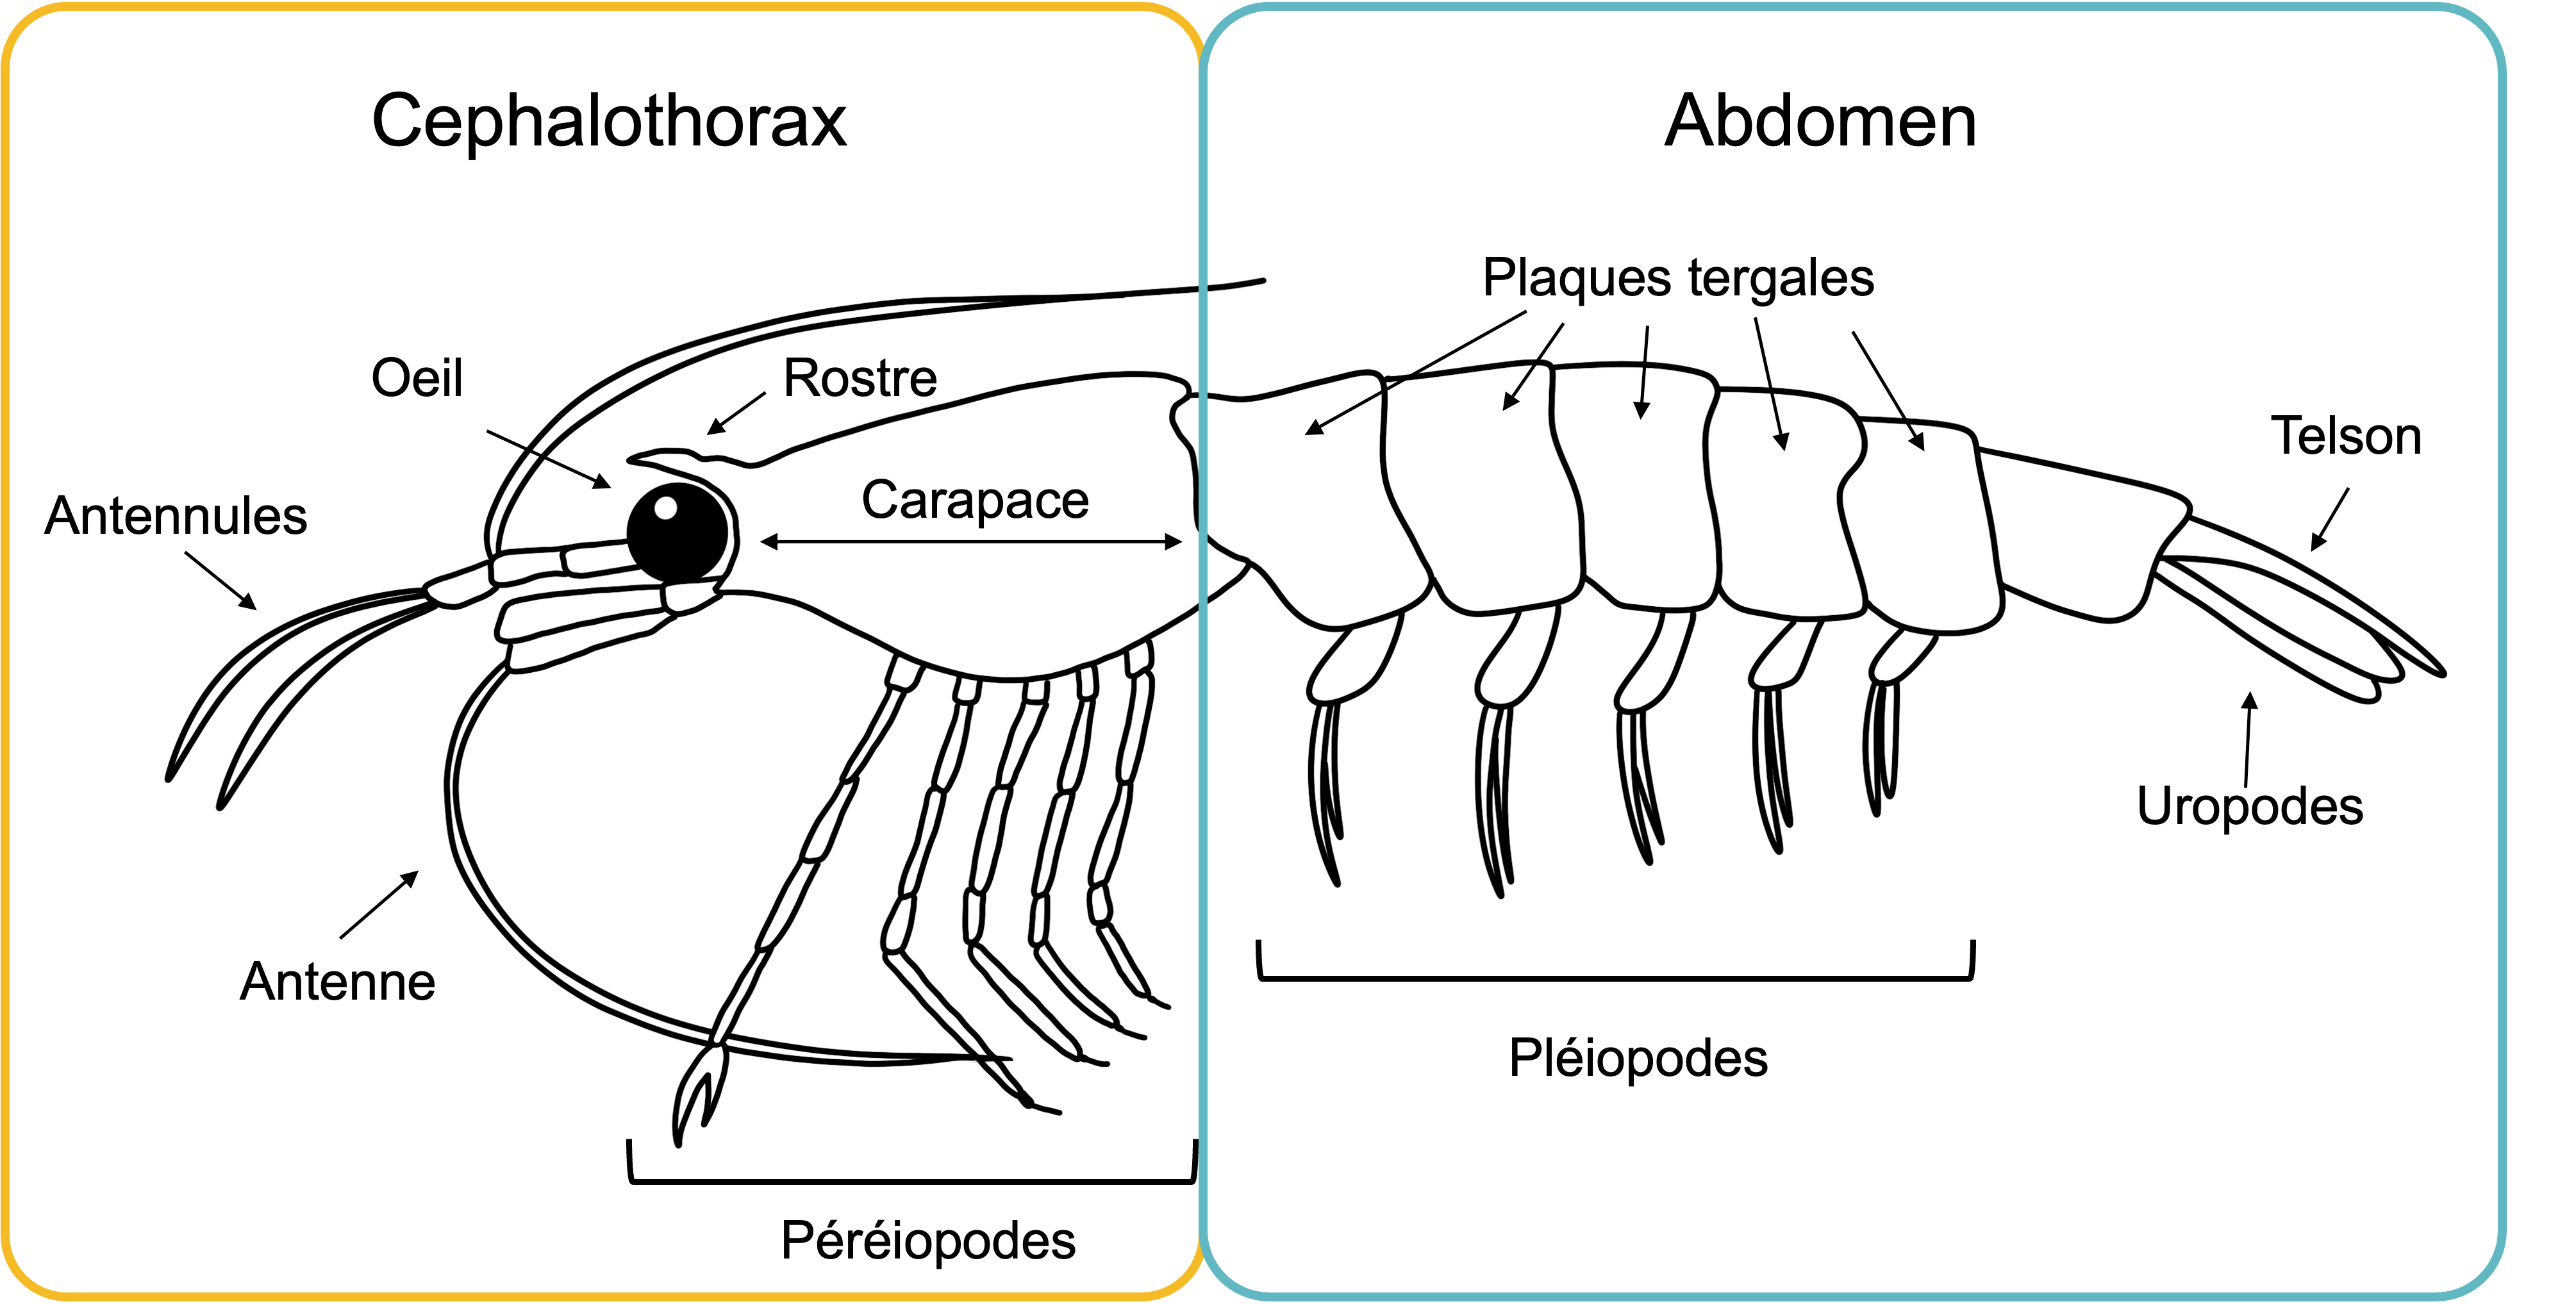 Cephalothorax
Abdomen
Plaques tergales
Oeil
Rostre
Telson
Antennules
Carapace
Uropodes
Antenne
Pléiopodes
Péréiopodes